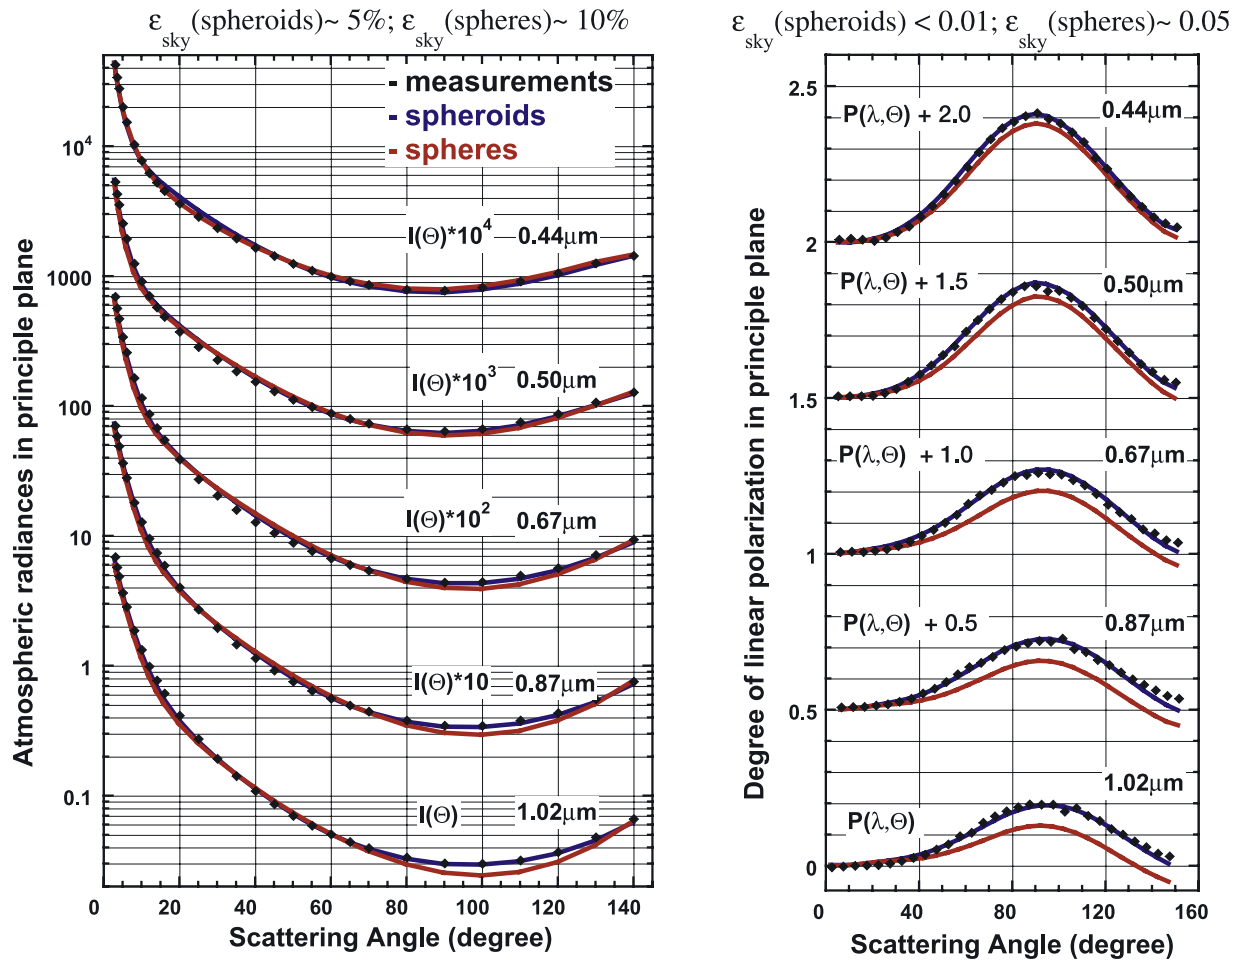 ε_sky(spheroids)~ 5%; ε_sky(spheres)~ 10%
Atmospheric radiances in principle plane
10^4
1000
100
10
1
0.1
- measurements
- spheroids
- spheres
I(Θ)*10^4 0.44μm
I(Θ)*10^3 0.50μm
I(Θ)*10^2 0.67μm
I(Θ)*10 0.87μm
I(Θ) 1.02μm
0 20 40 60 80 100 120 140
Scattering Angle (degree)
ε_sky(spheroids) < 0.01; ε_sky(spheres)~ 0.05
Degree of linear polarization in principle plane
2.5
2
1.5
1
0.5
0
P(λ,Θ) + 2.0 0.44μm
P(λ,Θ) + 1.5 0.50μm
P(λ,Θ) + 1.0 0.67μm
P(λ,Θ) + 0.5 0.87μm
P(λ,Θ) 1.02μm
0 40 80 120 160
Scattering Angle (degree)